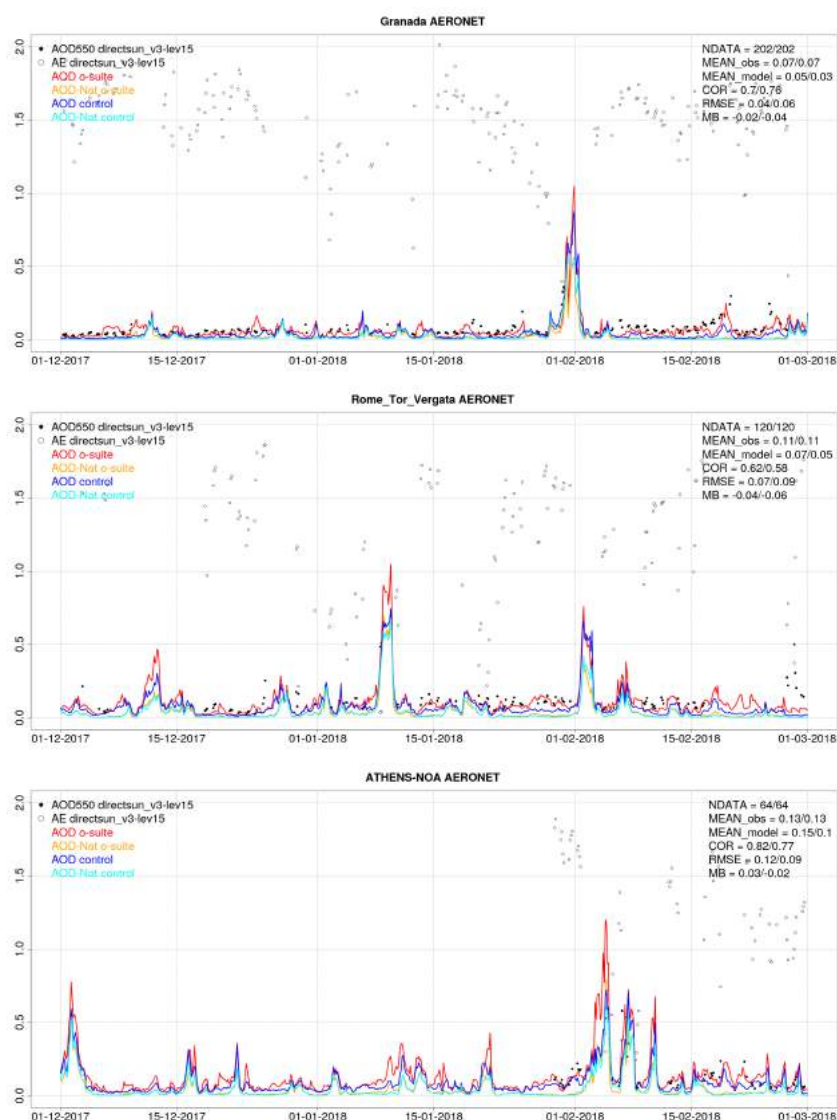 Granada AERONET
AOD550 directsun_v3-lev15
AE directsun_v3-lev15
AOD o-suite
AOD-Nat o-suite
AOD control
AOD-Nat control
NDATA = 202/202
MEAN_obs = 0.07/0.07
MEAN_model = 0.05/0.03
COR = 0.7/0.76
RMSE = 0.04/0.06
MB = -0.02/-0.04
2.0
1.5
1.0
0.5
0.0
01-12-2017 15-12-2017 01-01-2018 15-01-2018 01-02-2018 15-02-2018 01-03-2018
Rome_Tor_Vergata AERONET
AOD550 directsun_v3-lev15
AE directsun_v3-lev15
AOD o-suite
AOD-Nat o-suite
AOD control
AOD-Nat control
NDATA = 120/120
MEAN_obs = 0.11/0.11
MEAN_model = 0.07/0.05
COR = 0.62/0.58
RMSE = 0.07/0.09
MB = -0.04/-0.06
2.0
1.5
1.0
0.5
0.0
01-12-2017 15-12-2017 01-01-2018 15-01-2018 01-02-2018 15-02-2018 01-03-2018
ATHENS-NOA AERONET
AOD550 directsun_v3-lev15
AE directsun_v3-lev15
AOD o-suite
AOD-Nat o-suite
AOD control
AOD-Nat control
NDATA = 64/64
MEAN_obs = 0.13/0.13
MEAN_model = 0.15/0.1
COR = 0.82/0.77
RMSE = 0.12/0.09
MB = 0.03/-0.02
2.0
1.5
1.0
0.5
0.0
01-12-2017 15-12-2017 01-01-2018 15-01-2018 01-02-2018 15-02-2018 01-03-2018